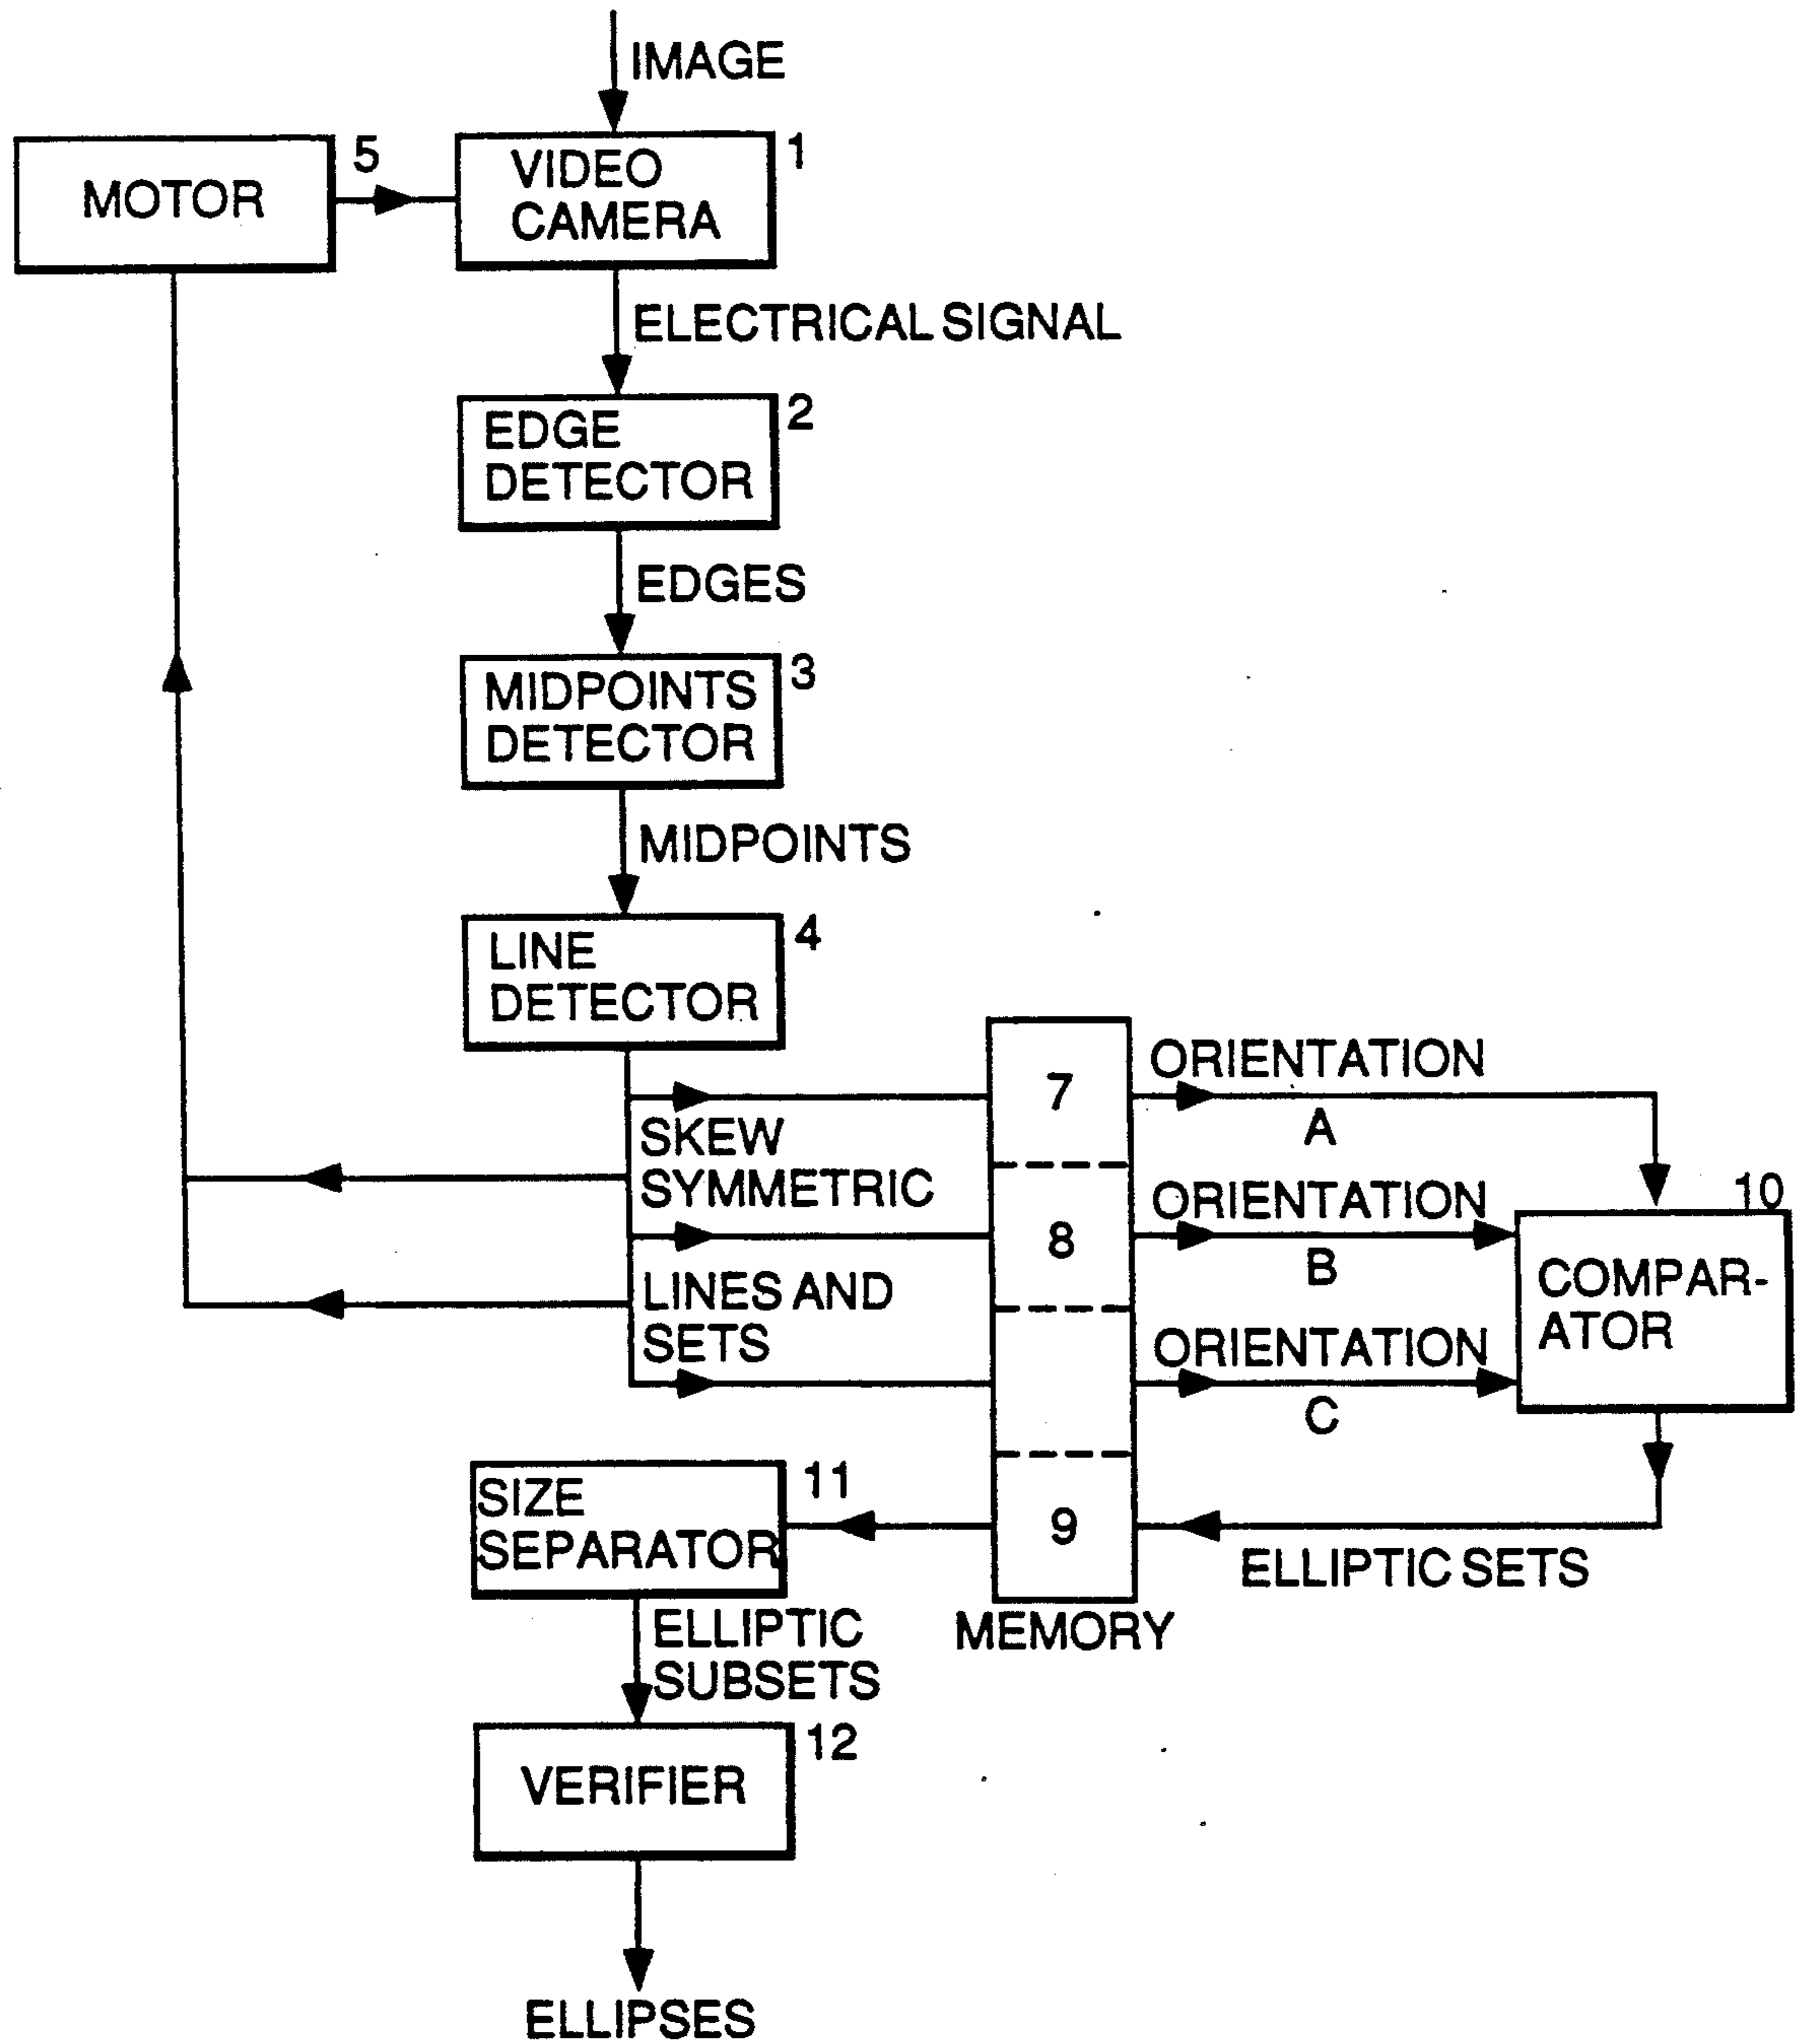 IMAGE
MOTOR
5
VIDEO
CAMERA
1
ELECTRICAL SIGNAL
EDGE
DETECTOR
2
EDGES
MIDPOINTS
DETECTOR
3
MIDPOINTS
LINE
DETECTOR
4
SKEW
SYMMETRIC
LINES AND
SETS
7
8
9
MEMORY
ORIENTATION
A
ORIENTATION
B
ORIENTATION
C
10
COMPAR-
ATOR
ELLIPTIC SETS
SIZE
SEPARATOR
11
ELLIPTIC
SUBSETS
VERIFIER
12
ELLIPSES